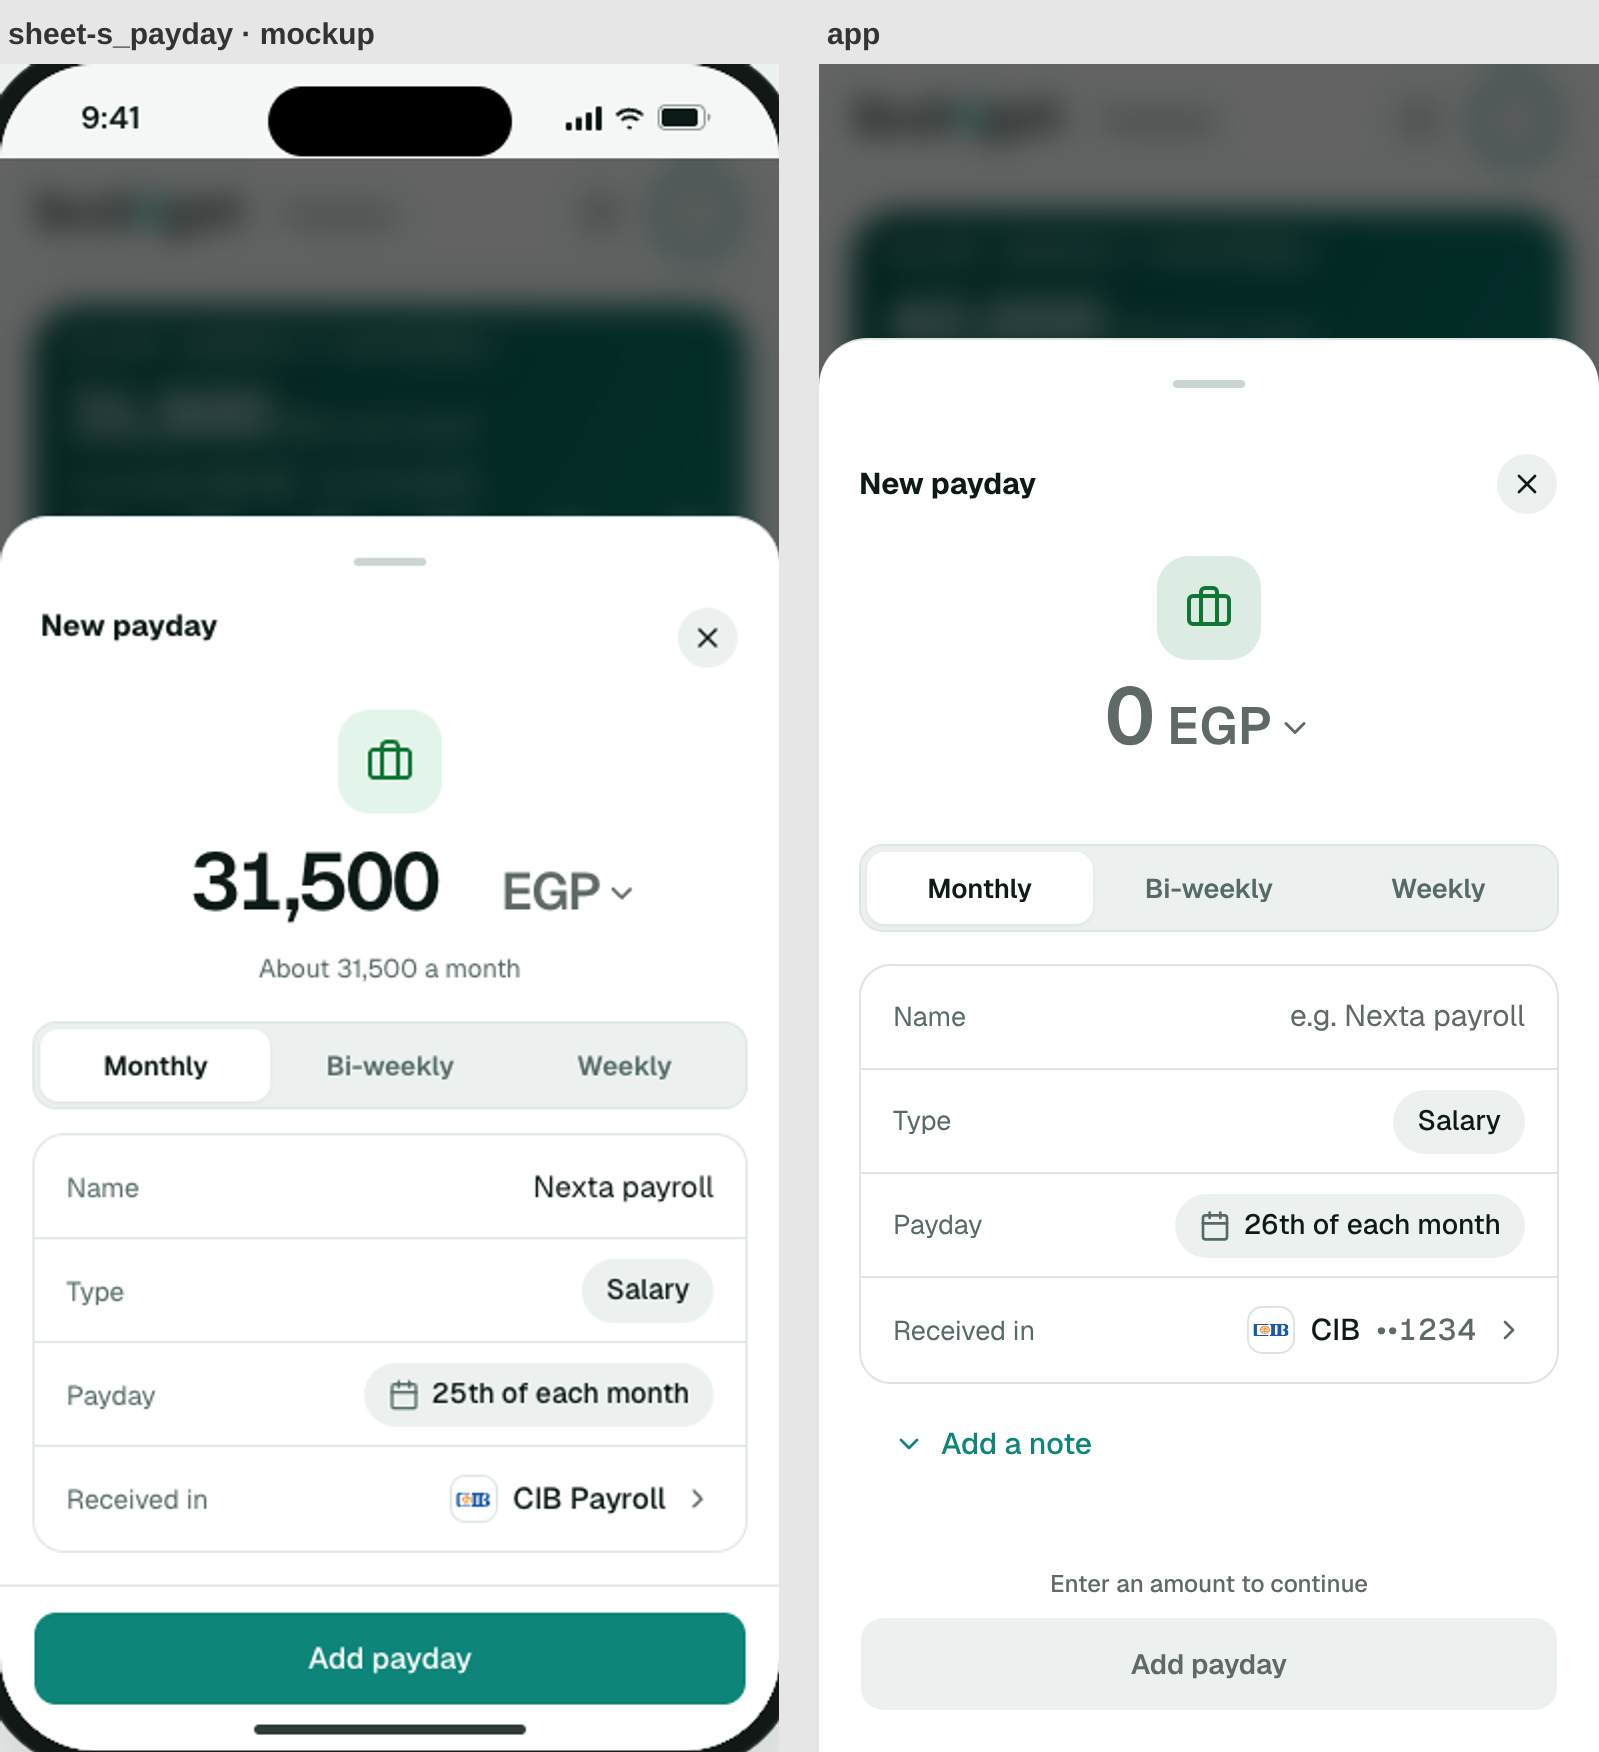 sheet-s_payday · mockup
9:41
New payday
31,500 EGP
About 31,500 a month
Monthly Bi-weekly Weekly
Name Nexta payroll
Type Salary
Payday 25th of each month
Received in CIB CIB Payroll
Add payday
app
New payday
0 EGP
Monthly Bi-weekly Weekly
Name e.g. Nexta payroll
Type Salary
Payday 26th of each month
Received in CIB CIB ••1234
Add a note
Enter an amount to continue
Add payday